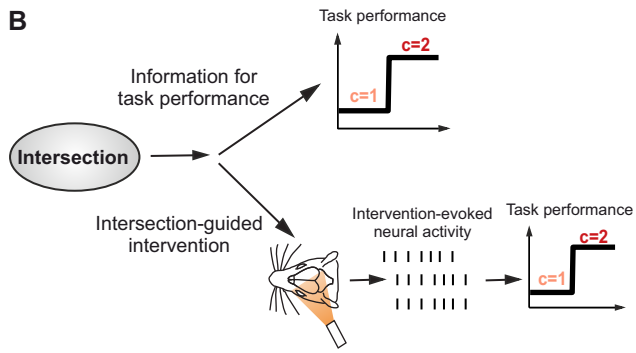 B
Task performance
c=2
c=1
Information for
task performance
Intersection
Intersection-guided
intervention
Intervention-evoked
neural activity
Task performance
c=2
c=1